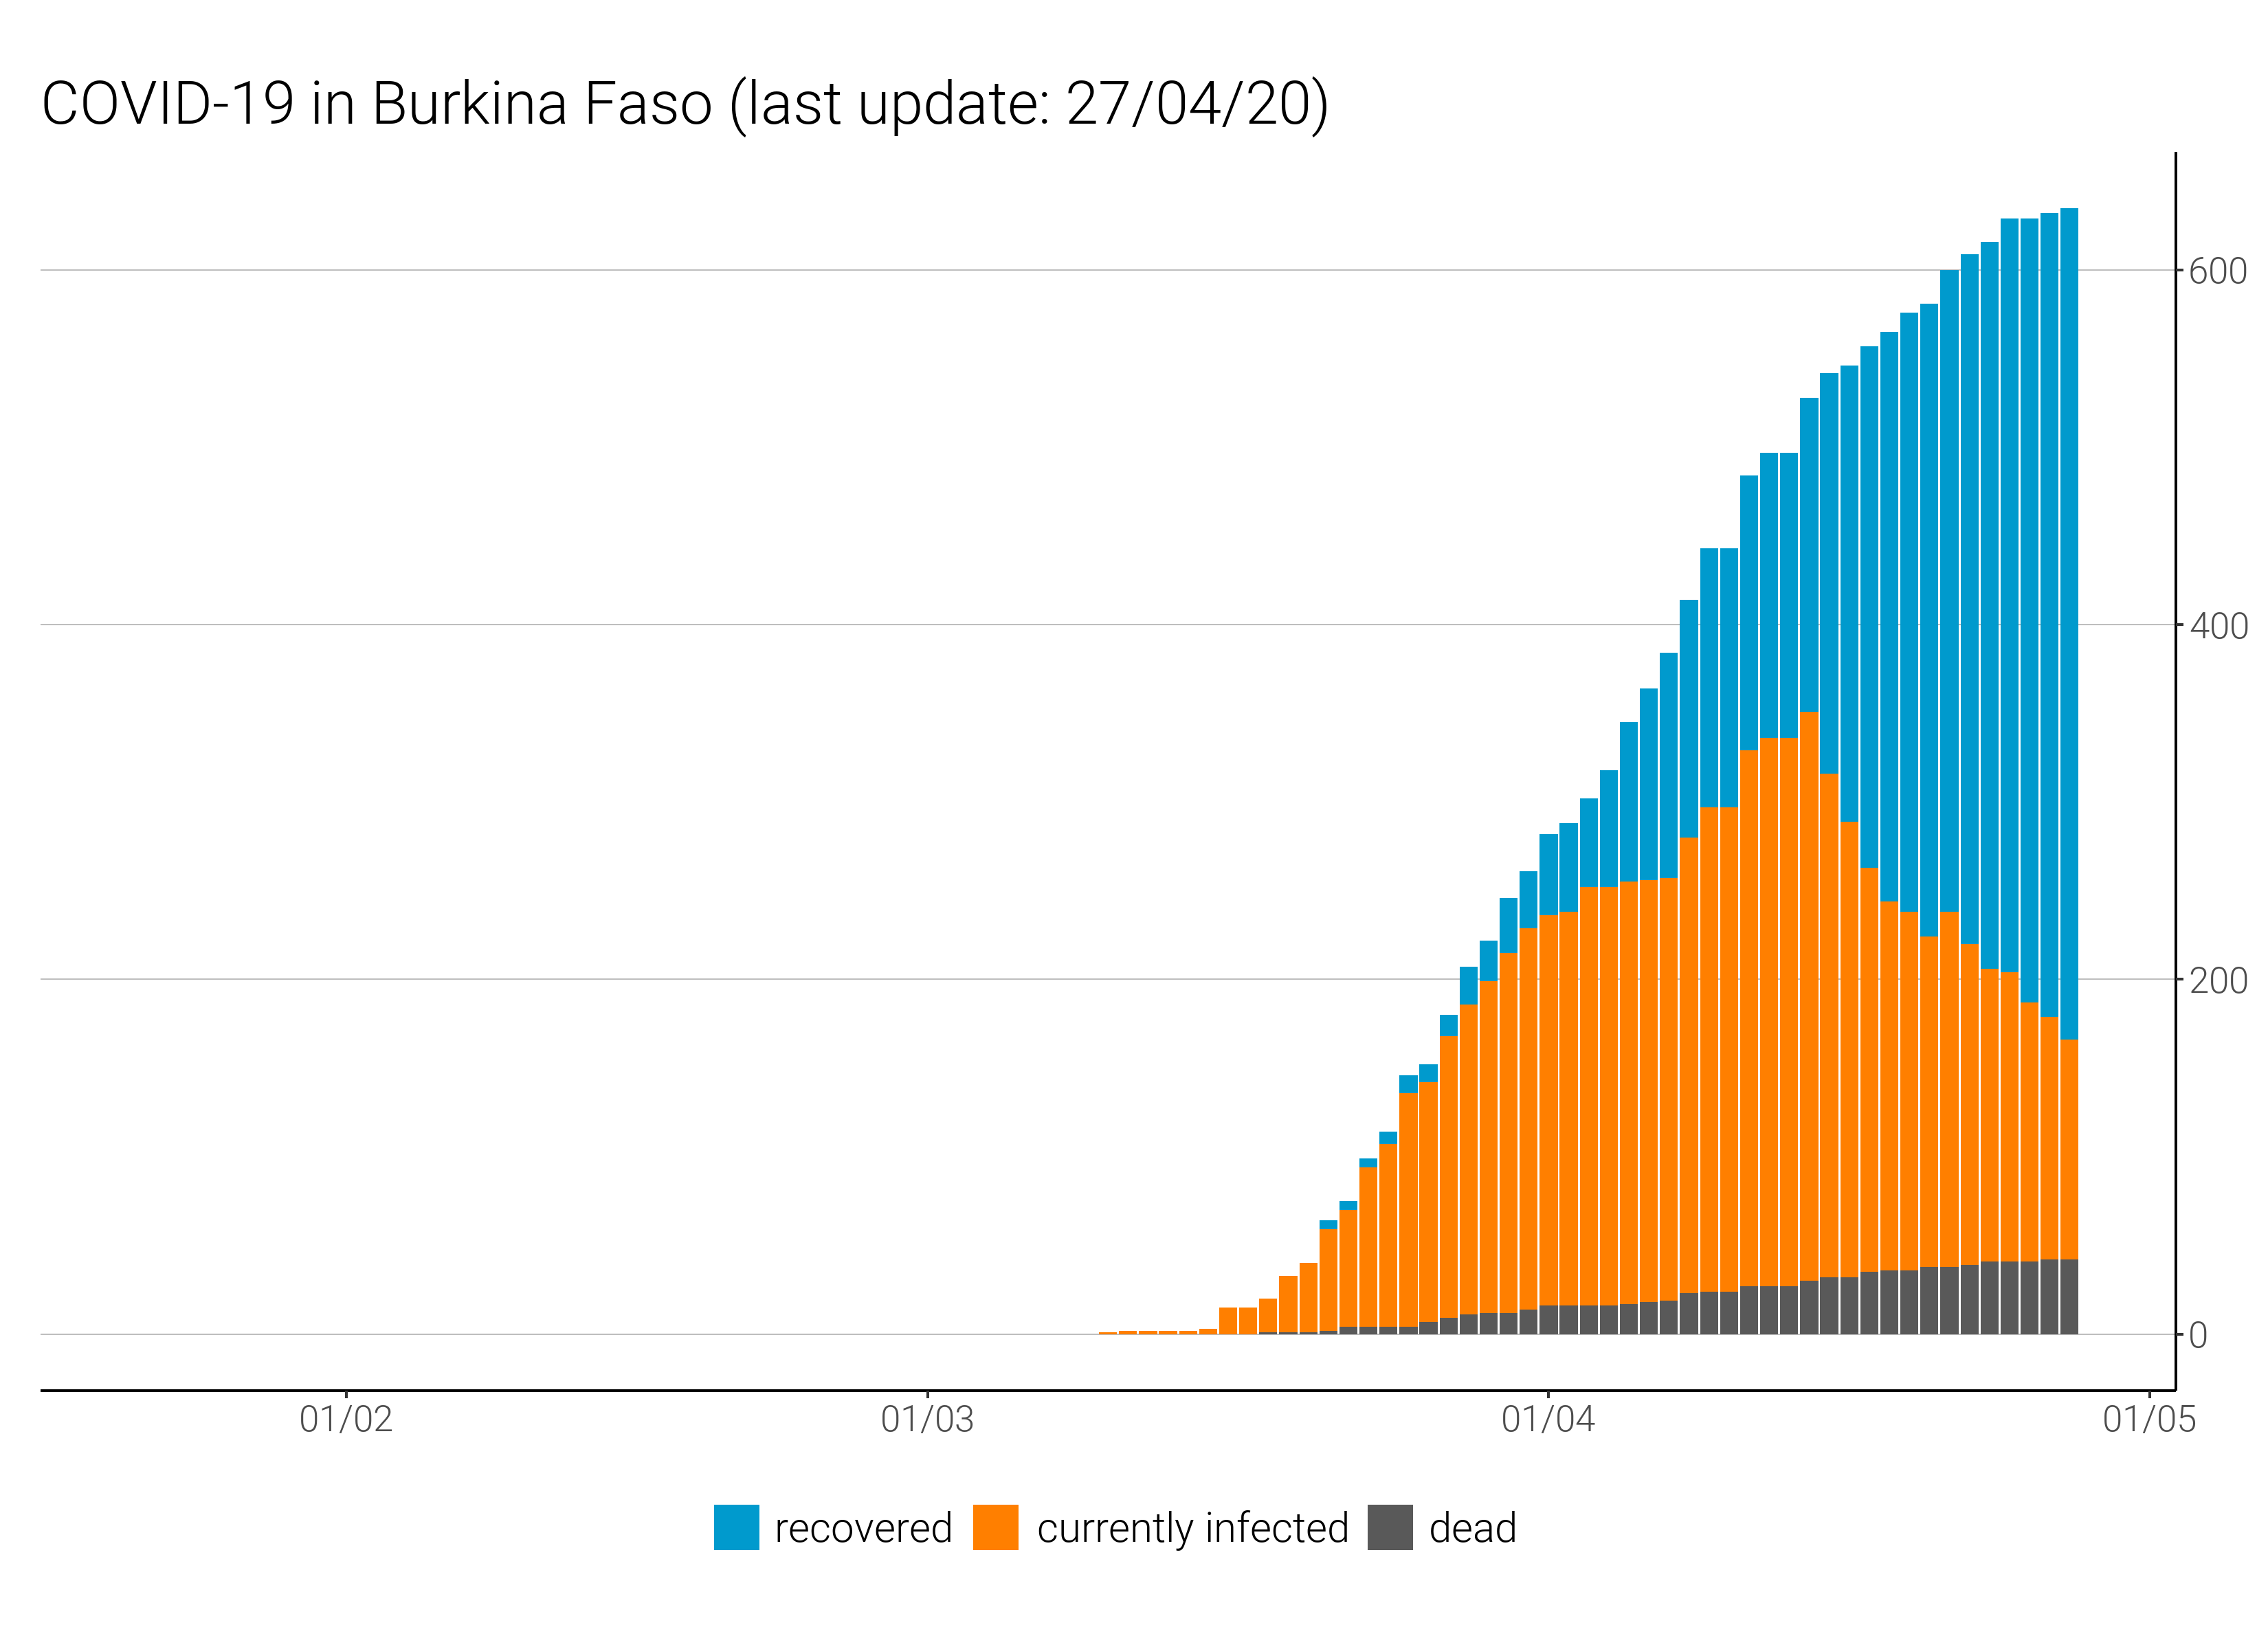 COVID-19 in Burkina Faso (last update: 27/04/20)
600
400
200
0
01/02 01/03 01/04 01/05
recovered currently infected dead